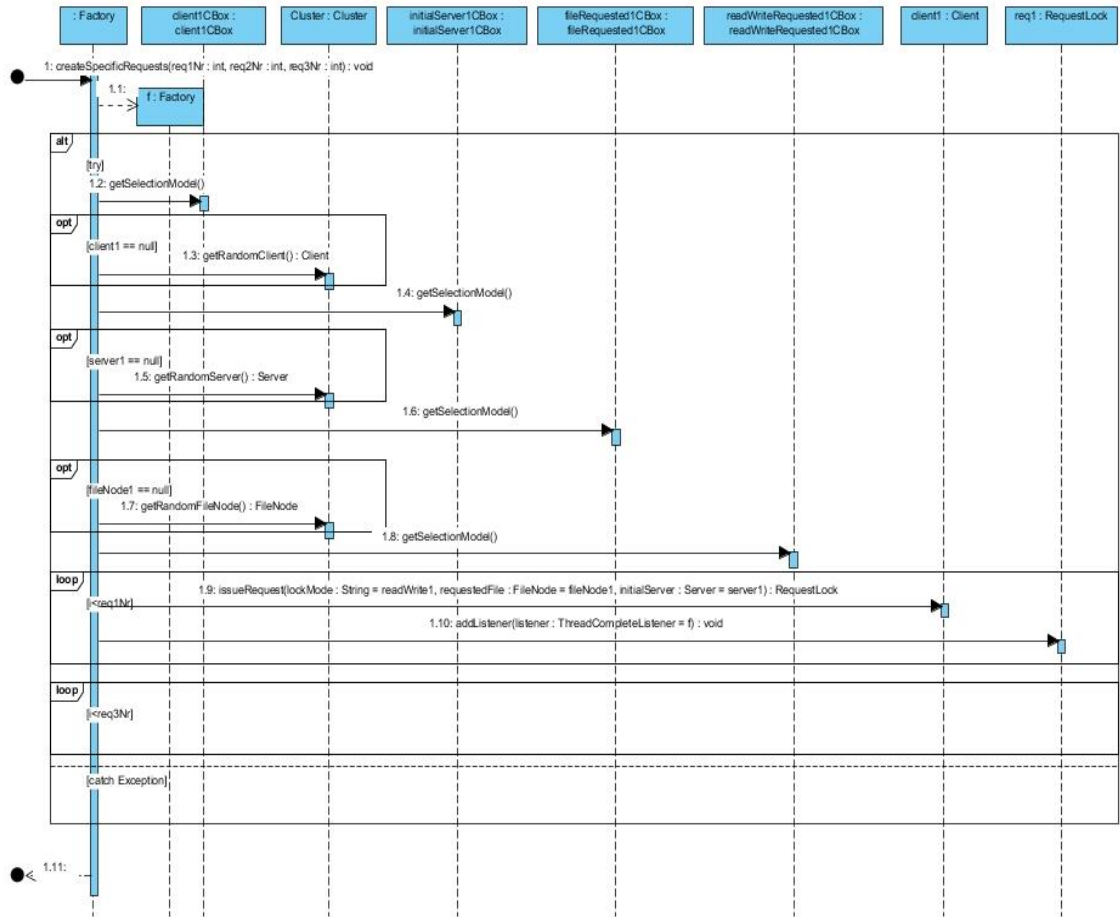 : Factory
client1CBox :
client1CBox
Cluster : Cluster
initialServer1CBox :
initialServer1CBox
fileRequested1CBox :
fileRequested1CBox
readWriteRequested1CBox :
readWriteRequested1CBox
client1 : Client
req1 : RequestLock
1: createSpecificRequests(req1Nr : int, req2Nr : int, req3Nr : int) : void
1.1:
f : Factory
alt
[try]
1.2: getSelectionModel()
opt
[client1 == null]
1.3: getRandomClient() : Client
1.4: getSelectionModel()
opt
[server1 == null]
1.5: getRandomServer() : Server
1.6: getSelectionModel()
opt
[fileNode1 == null]
1.7: getRandomFileNode() : FileNode
1.8: getSelectionModel()
loop
1.9: issueRequest(lockMode : String = readWrite1, requestedFile : FileNode = fileNode1, initialServer : Server = server1) : RequestLock
[i<req1Nr]
1.10: addListener(listener : ThreadCompleteListener = f) : void
loop
[i<req3Nr]
[catch Exception]
1.11: